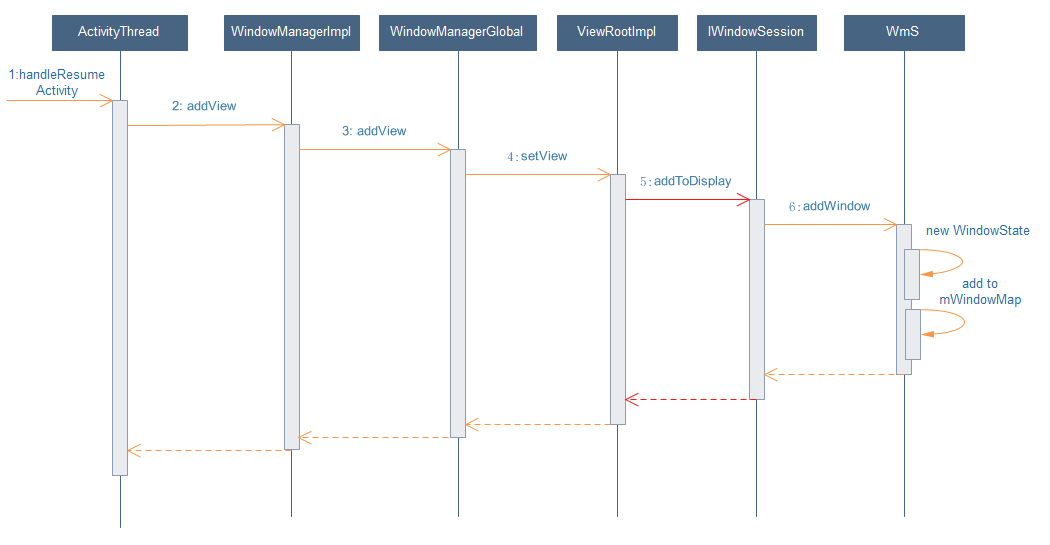 ActivityThread
WindowManagerImpl
WindowManagerGlobal
ViewRootImpl
IWindowSession
WmS
1:handleResume
Activity
2: addView
3: addView
4:setView
5:addToDisplay
6:addWindow
new WindowState
add to
mWindowMap